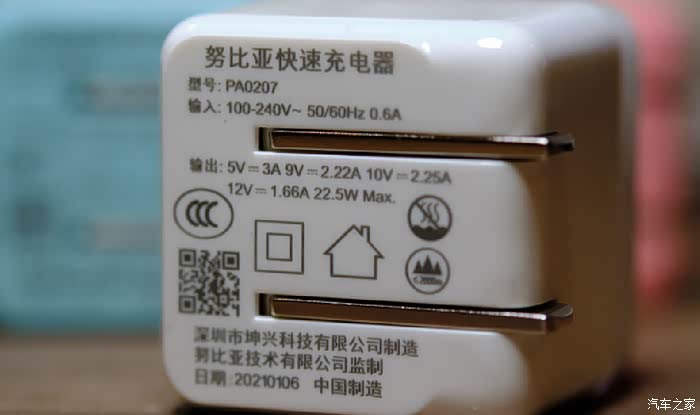 努比亚快速充电器
型号: PA0207
输入: 100-240V~ 50/60Hz 0.6A
输出: 5V⎓3A 9V⎓2.22A 10V⎓2.25A
12V⎓1.66A 22.5W Max.
CCC
≤2000m
深圳市坤兴科技有限公司制造
努比亚技术有限公司监制
日期: 20210106 中国制造
汽车之家